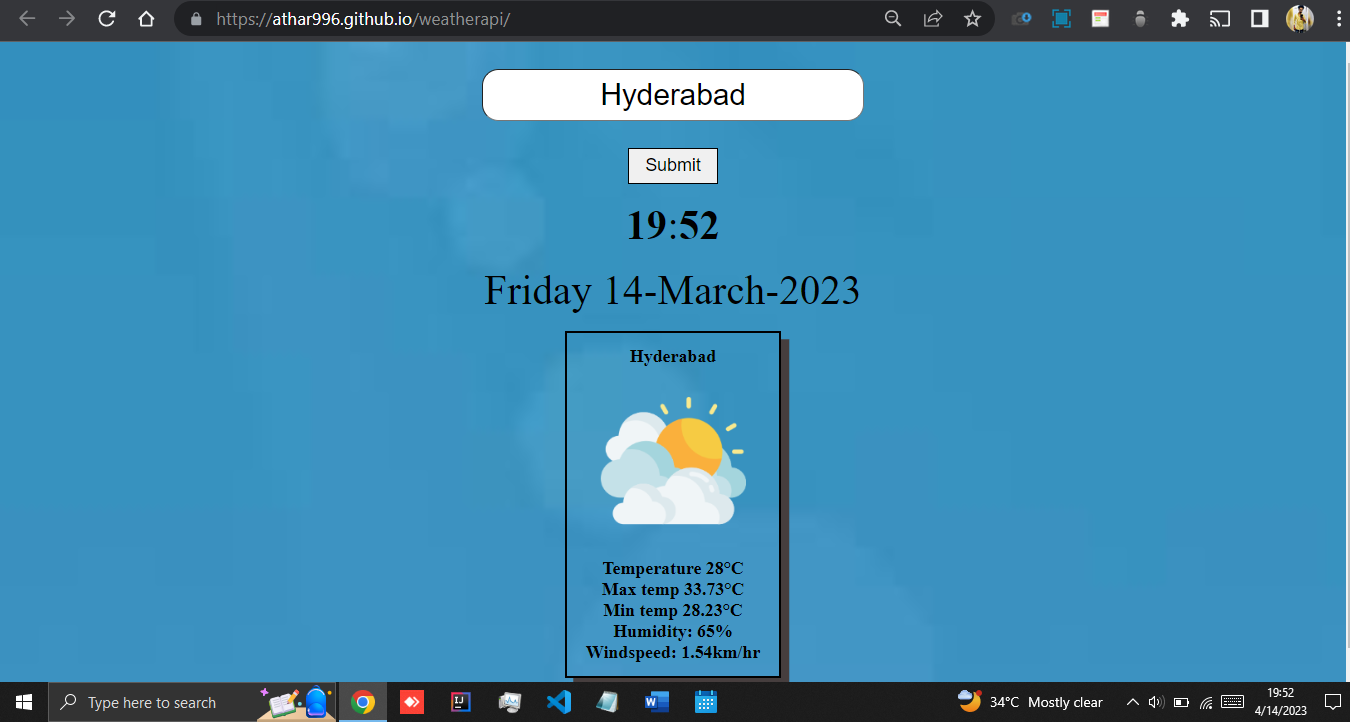 https://athar996.github.io/weatherapi/
Hyderabad
Submit
19:52
Friday 14-March-2023
Hyderabad
Temperature 28°C
Max temp 33.73°C
Min temp 28.23°C
Humidity: 65%
Windspeed: 1.54km/hr
Type here to search
34°C Mostly clear
19:52
4/14/2023